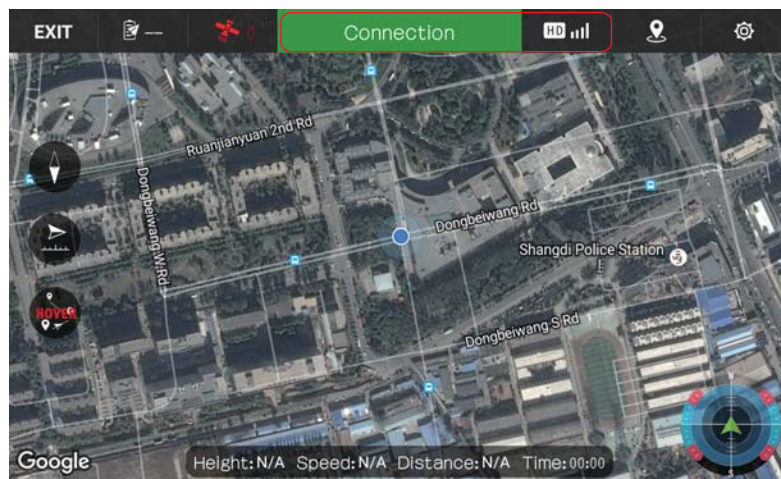 EXIT -- 0 Connection HD
Ruanjianyuan 2nd Rd
Dongbeiwang W Rd
Dongbeiwang Rd
Shangdi Police Station
HOVER
Dongbeiwang S Rd
S
Google
Height:N/A Speed:N/A Distance:N/A Time:00:00